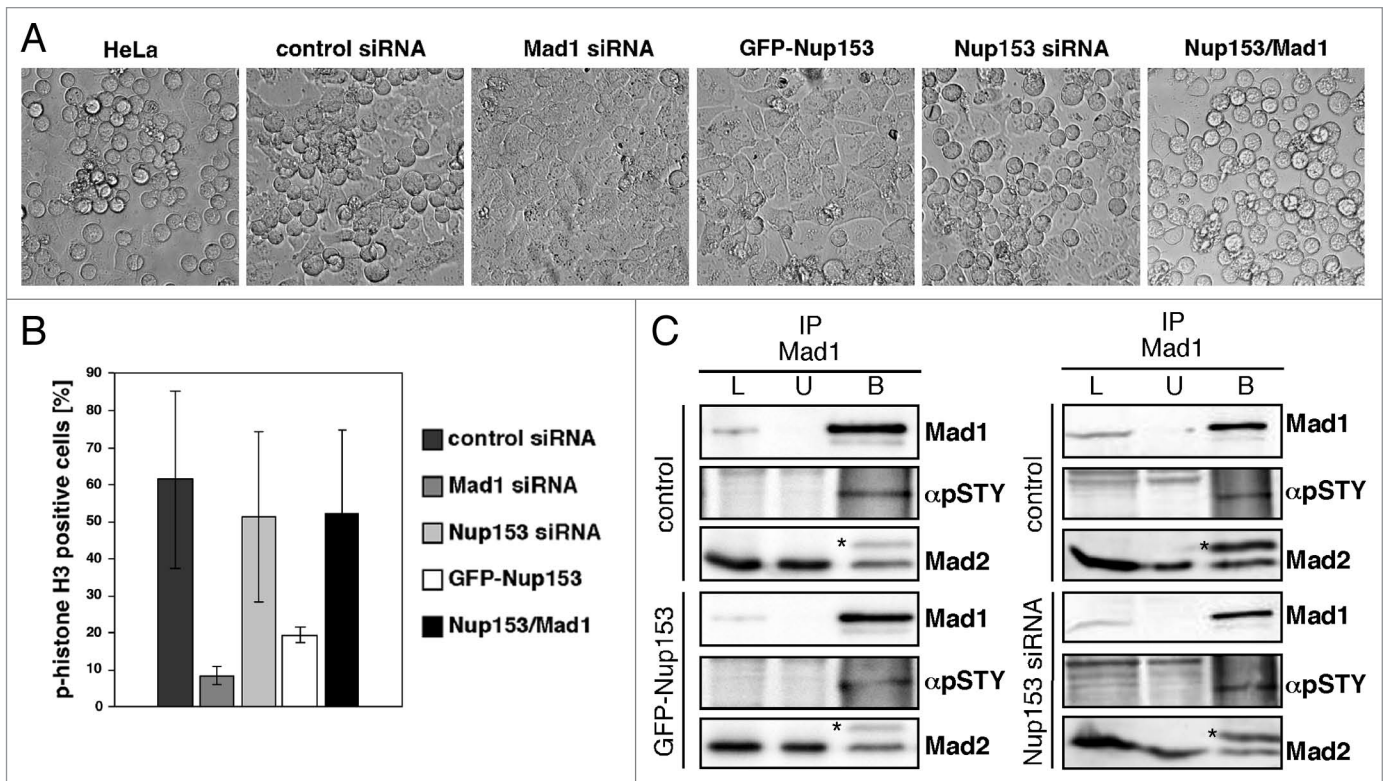 A
HeLa
control siRNA
Mad1 siRNA
GFP-Nup153
Nup153 siRNA
Nup153/Mad1
B
p-histone H3 positive cells [%]
90
80
70
60
50
40
30
20
10
0
control siRNA
Mad1 siRNA
Nup153 siRNA
GFP-Nup153
Nup153/Mad1
C
IP
Mad1
L U B
control
Mad1
αpSTY
* Mad2
GFP-Nup153
Mad1
αpSTY
* Mad2
IP
Mad1
L U B
control
Mad1
αpSTY
* Mad2
Nup153 siRNA
Mad1
αpSTY
* Mad2